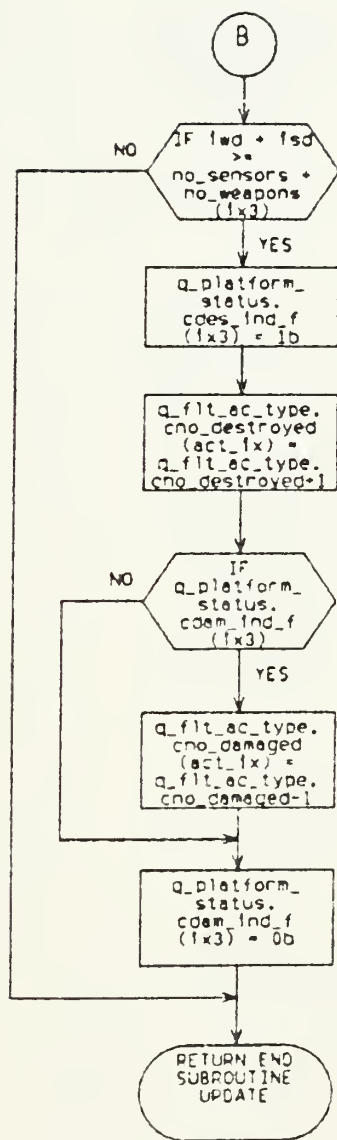 B
IF fwd + fsd
>=
no_sensors +
no_weapons
(ix3)
NO
YES
q_platform_
status.
cdes_ind_f
(ix3) = 1b
q_flt_ac_type.
cno_destroyed
(act_ix) =
q_flt_ac_type.
cno_destroyed+1
IF
q_platform_
status.
cdam_ind_f
(ix3)
NO
YES
q_flt_ac_type.
cno_damaged
(act_ix) =
q_flt_ac_type.
cno_damaged-1
q_platform_
status.
cdam_ind_f
(ix3) = 0b
RETURN END
SUBROUTINE
UPDATE